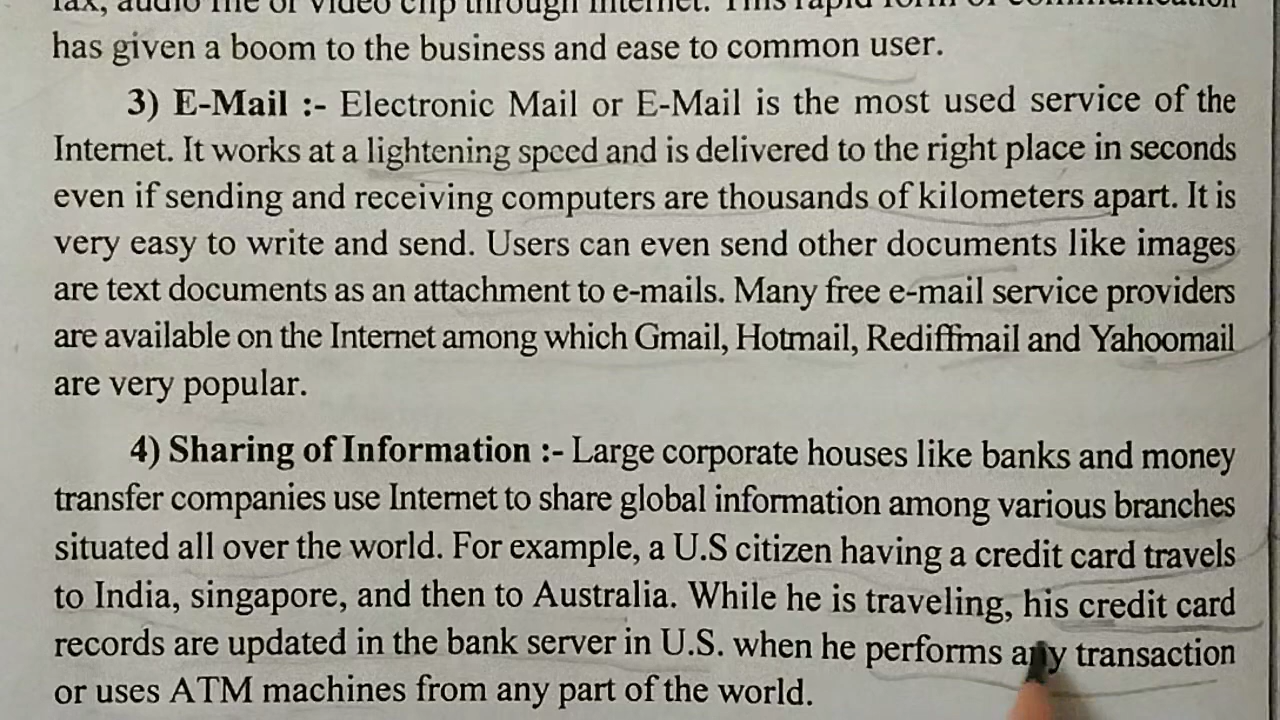 fax, audio file or video clip through Internet. This rapid form of communication
has given a boom to the business and ease to common user.
3) E-Mail :- Electronic Mail or E-Mail is the most used service of the
Internet. It works at a lightening speed and is delivered to the right place in seconds
even if sending and receiving computers are thousands of kilometers apart. It is
very easy to write and send. Users can even send other documents like images
are text documents as an attachment to e-mails. Many free e-mail service providers
are available on the Internet among which Gmail, Hotmail, Rediffmail and Yahoomail
are very popular.
4) Sharing of Information :- Large corporate houses like banks and money
transfer companies use Internet to share global information among various branches
situated all over the world. For example, a U.S citizen having a credit card travels
to India, singapore, and then to Australia. While he is traveling, his credit card
records are updated in the bank server in U.S. when he performs any transaction
or uses ATM machines from any part of the world.